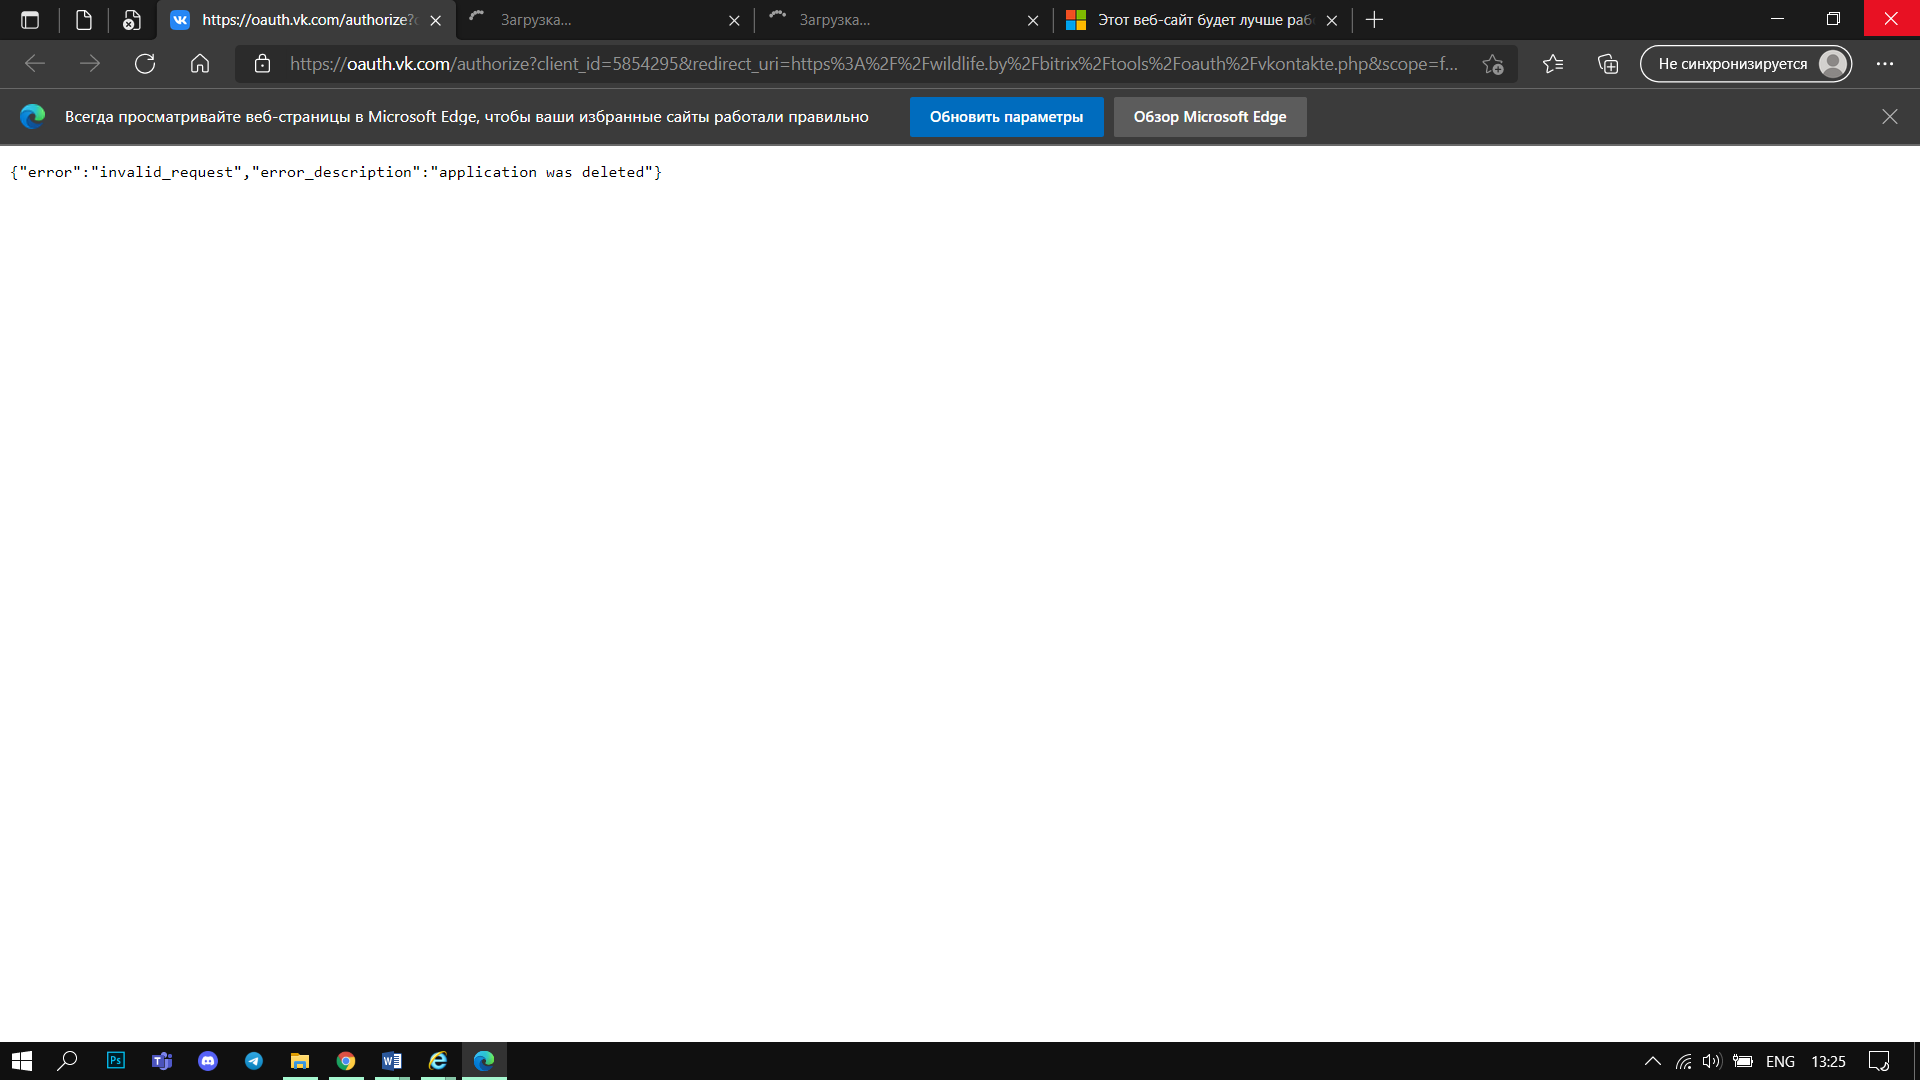 https://oauth.vk.com/authorize?c
Загрузка...
Загрузка...
Этот веб-сайт будет лучше раб
https://oauth.vk.com/authorize?client_id=5854295&redirect_uri=https%3A%2F%2Fwildlife.by%2Fbitrix%2Ftools%2Foauth%2Fvkontakte.php&scope=f...
Не синхронизируется
Всегда просматривайте веб-страницы в Microsoft Edge, чтобы ваши избранные сайты работали правильно
Обновить параметры
Обзор Microsoft Edge
{"error":"invalid_request","error_description":"application was deleted"}
Ps
ENG
13:25